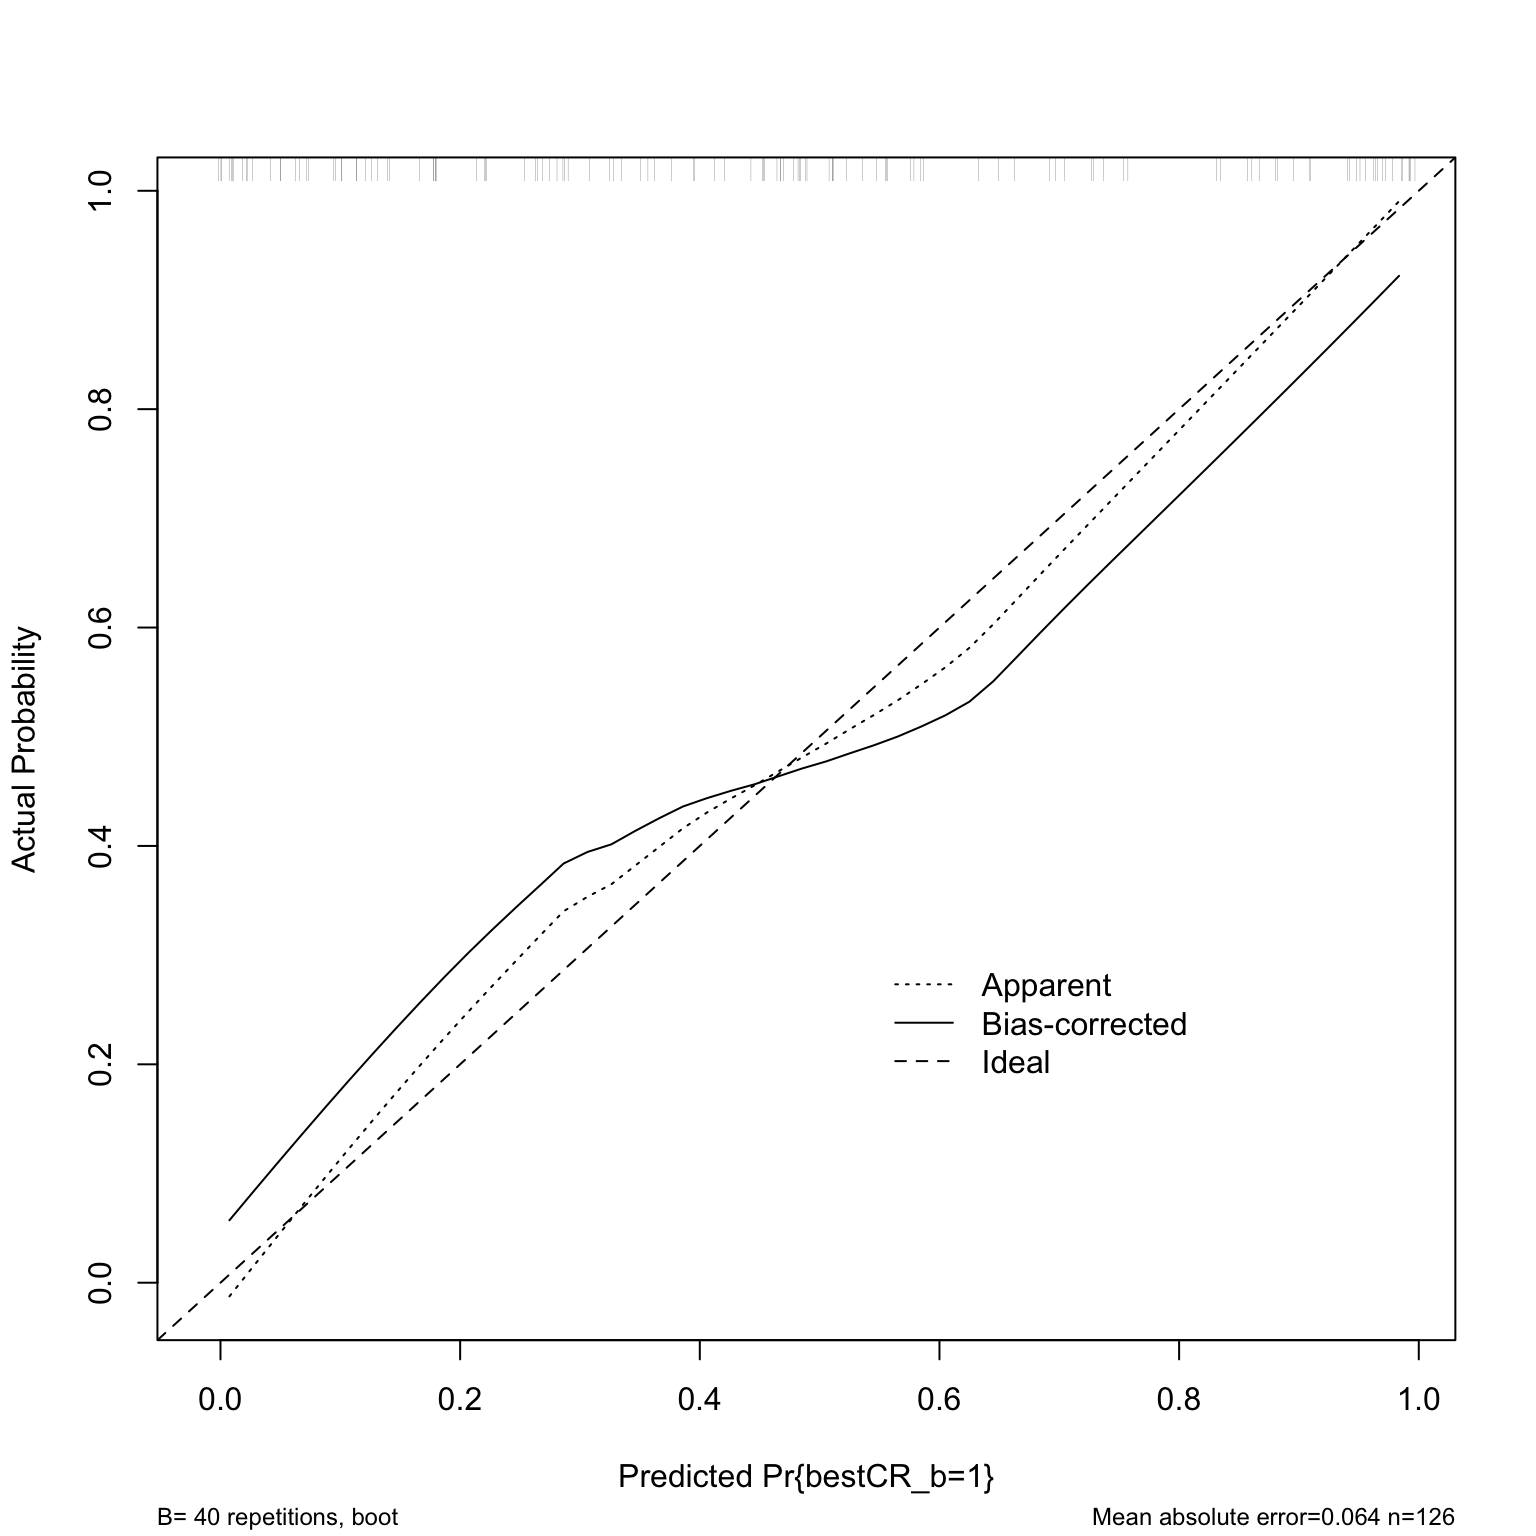 1.0
0.8
0.6
0.4
0.2
0.0
Actual Probability
Apparent
Bias-corrected
Ideal
0.0 0.2 0.4 0.6 0.8 1.0
Predicted Pr{bestCR_b=1}
B= 40 repetitions, boot
Mean absolute error=0.064 n=126